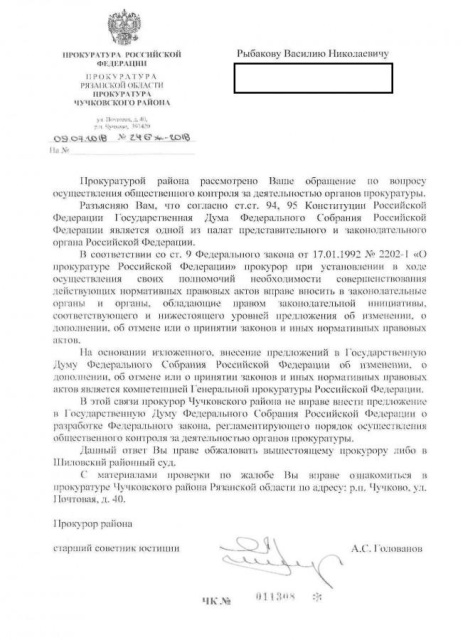 ПРОКУРАТУРА РОССИЙСКОЙ
ФЕДЕРАЦИИ
ПРОКУРАТУРА
РЯЗАНСКОЙ ОБЛАСТИ
ПРОКУРАТУРА
ЧУЧКОВСКОГО РАЙОНА
ул. Почтовая, д.40,
р.п. Чучково, 391420
09.07.2018 № 246ж-2018
На №
Рыбакову Василию Николаевичу
Прокуратурой района рассмотрено Ваше обращение по вопросу
осуществления общественного контроля за деятельностью органов прокуратуры.
Разъясняю Вам, что согласно ст.ст. 94, 95 Конституции Российской
Федерации Государственная Дума Федерального Собрания Российской
Федерации является одной из палат представительного и законодательного
органа Российской Федерации.
В соответствии со ст. 9 Федерального закона от 17.01.1992 № 2202-1 «О
прокуратуре Российской Федерации» прокурор при установлении в ходе
осуществления своих полномочий необходимости совершенствования
действующих нормативных правовых актов вправе вносить в законодательные
органы и органы, обладающие правом законодательной инициативы,
соответствующего и нижестоящего уровней предложения об изменении, о
дополнении, об отмене или о принятии законов и иных нормативных правовых
актов.
На основании изложенного, внесение предложений в Государственную
Думу Федерального Собрания Российской Федерации об изменении, о
дополнении, об отмене или о принятии законов и иных нормативных правовых
актов является компетенцией Генеральной прокуратуры Российской Федерации.
В этой связи прокурор Чучковского района не вправе внести предложение
в Государственную Думу Федерального Собрания Российской Федерации о
разработке Федерального закона, регламентирующего порядок осуществления
общественного контроля за деятельностью органов прокуратуры.
Данный ответ Вы праве обжаловать вышестоящему прокурору либо в
Шиловский районный суд.
С материалами проверки по жалобе Вы вправе ознакомиться в
прокуратуре Чучковского района Рязанской области по адресу: р.п. Чучково, ул.
Почтовая, д. 40.
Прокурор района
старший советник юстиции А.С. Голованов
ЧК № 011308 ✻